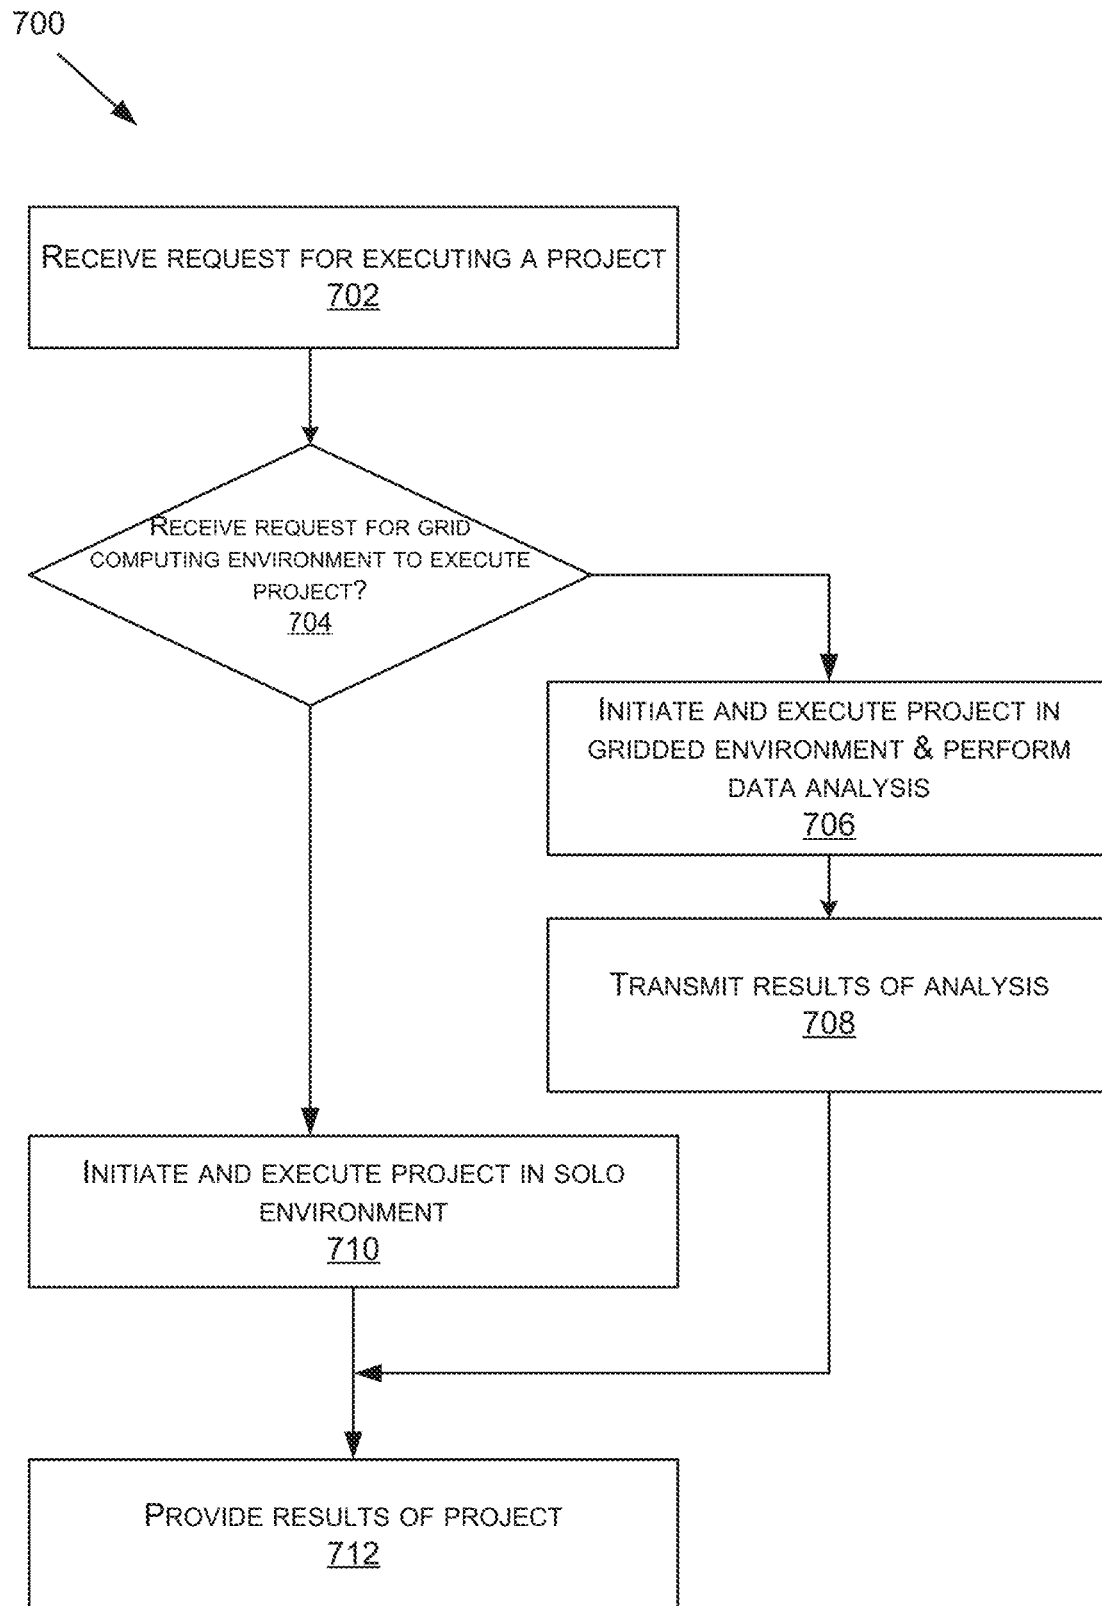 700
RECEIVE REQUEST FOR EXECUTING A PROJECT
702
RECEIVE REQUEST FOR GRID
COMPUTING ENVIRONMENT TO EXECUTE
PROJECT?
704
INITIATE AND EXECUTE PROJECT IN
GRIDDED ENVIRONMENT & PERFORM
DATA ANALYSIS
706
TRANSMIT RESULTS OF ANALYSIS
708
INITIATE AND EXECUTE PROJECT IN SOLO
ENVIRONMENT
710
PROVIDE RESULTS OF PROJECT
712